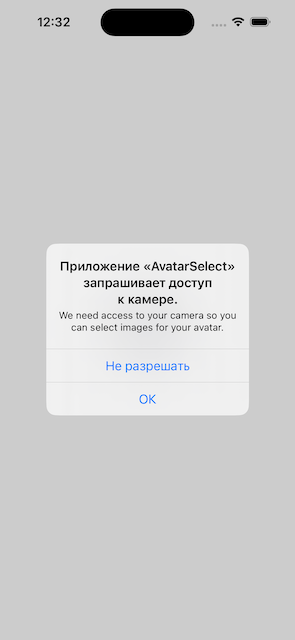 12:32
Приложение «AvatarSelect»
запрашивает доступ
к камере.
We need access to your camera so you
can select images for your avatar.
Не разрешать
ОК